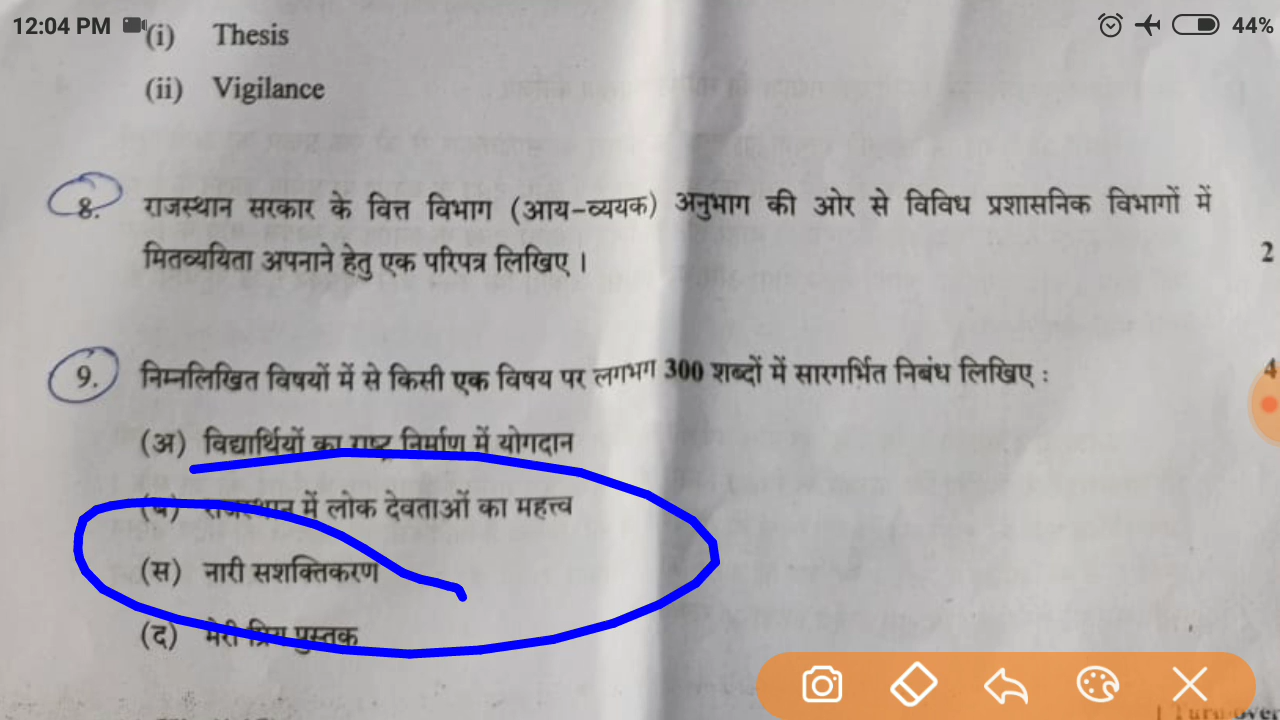 12:04 PM 44%
(i) Thesis
(ii) Vigilance
8. राजस्थान सरकार के वित्त विभाग (आय-व्ययक) अनुभाग की ओर से विविध प्रशासनिक विभागों में
मितव्ययिता अपनाने हेतु एक परिपत्र लिखिए ।
2
9. निम्नलिखित विषयों में से किसी एक विषय पर लगभग 300 शब्दों में सारगर्भित निबंध लिखिए :
4
(अ) विद्यार्थियों का राष्ट्र निर्माण में योगदान
(ब) राजस्थान में लोक देवताओं का महत्त्व
(स) नारी सशक्तिकरण
(द) मेरी प्रिय पुस्तक